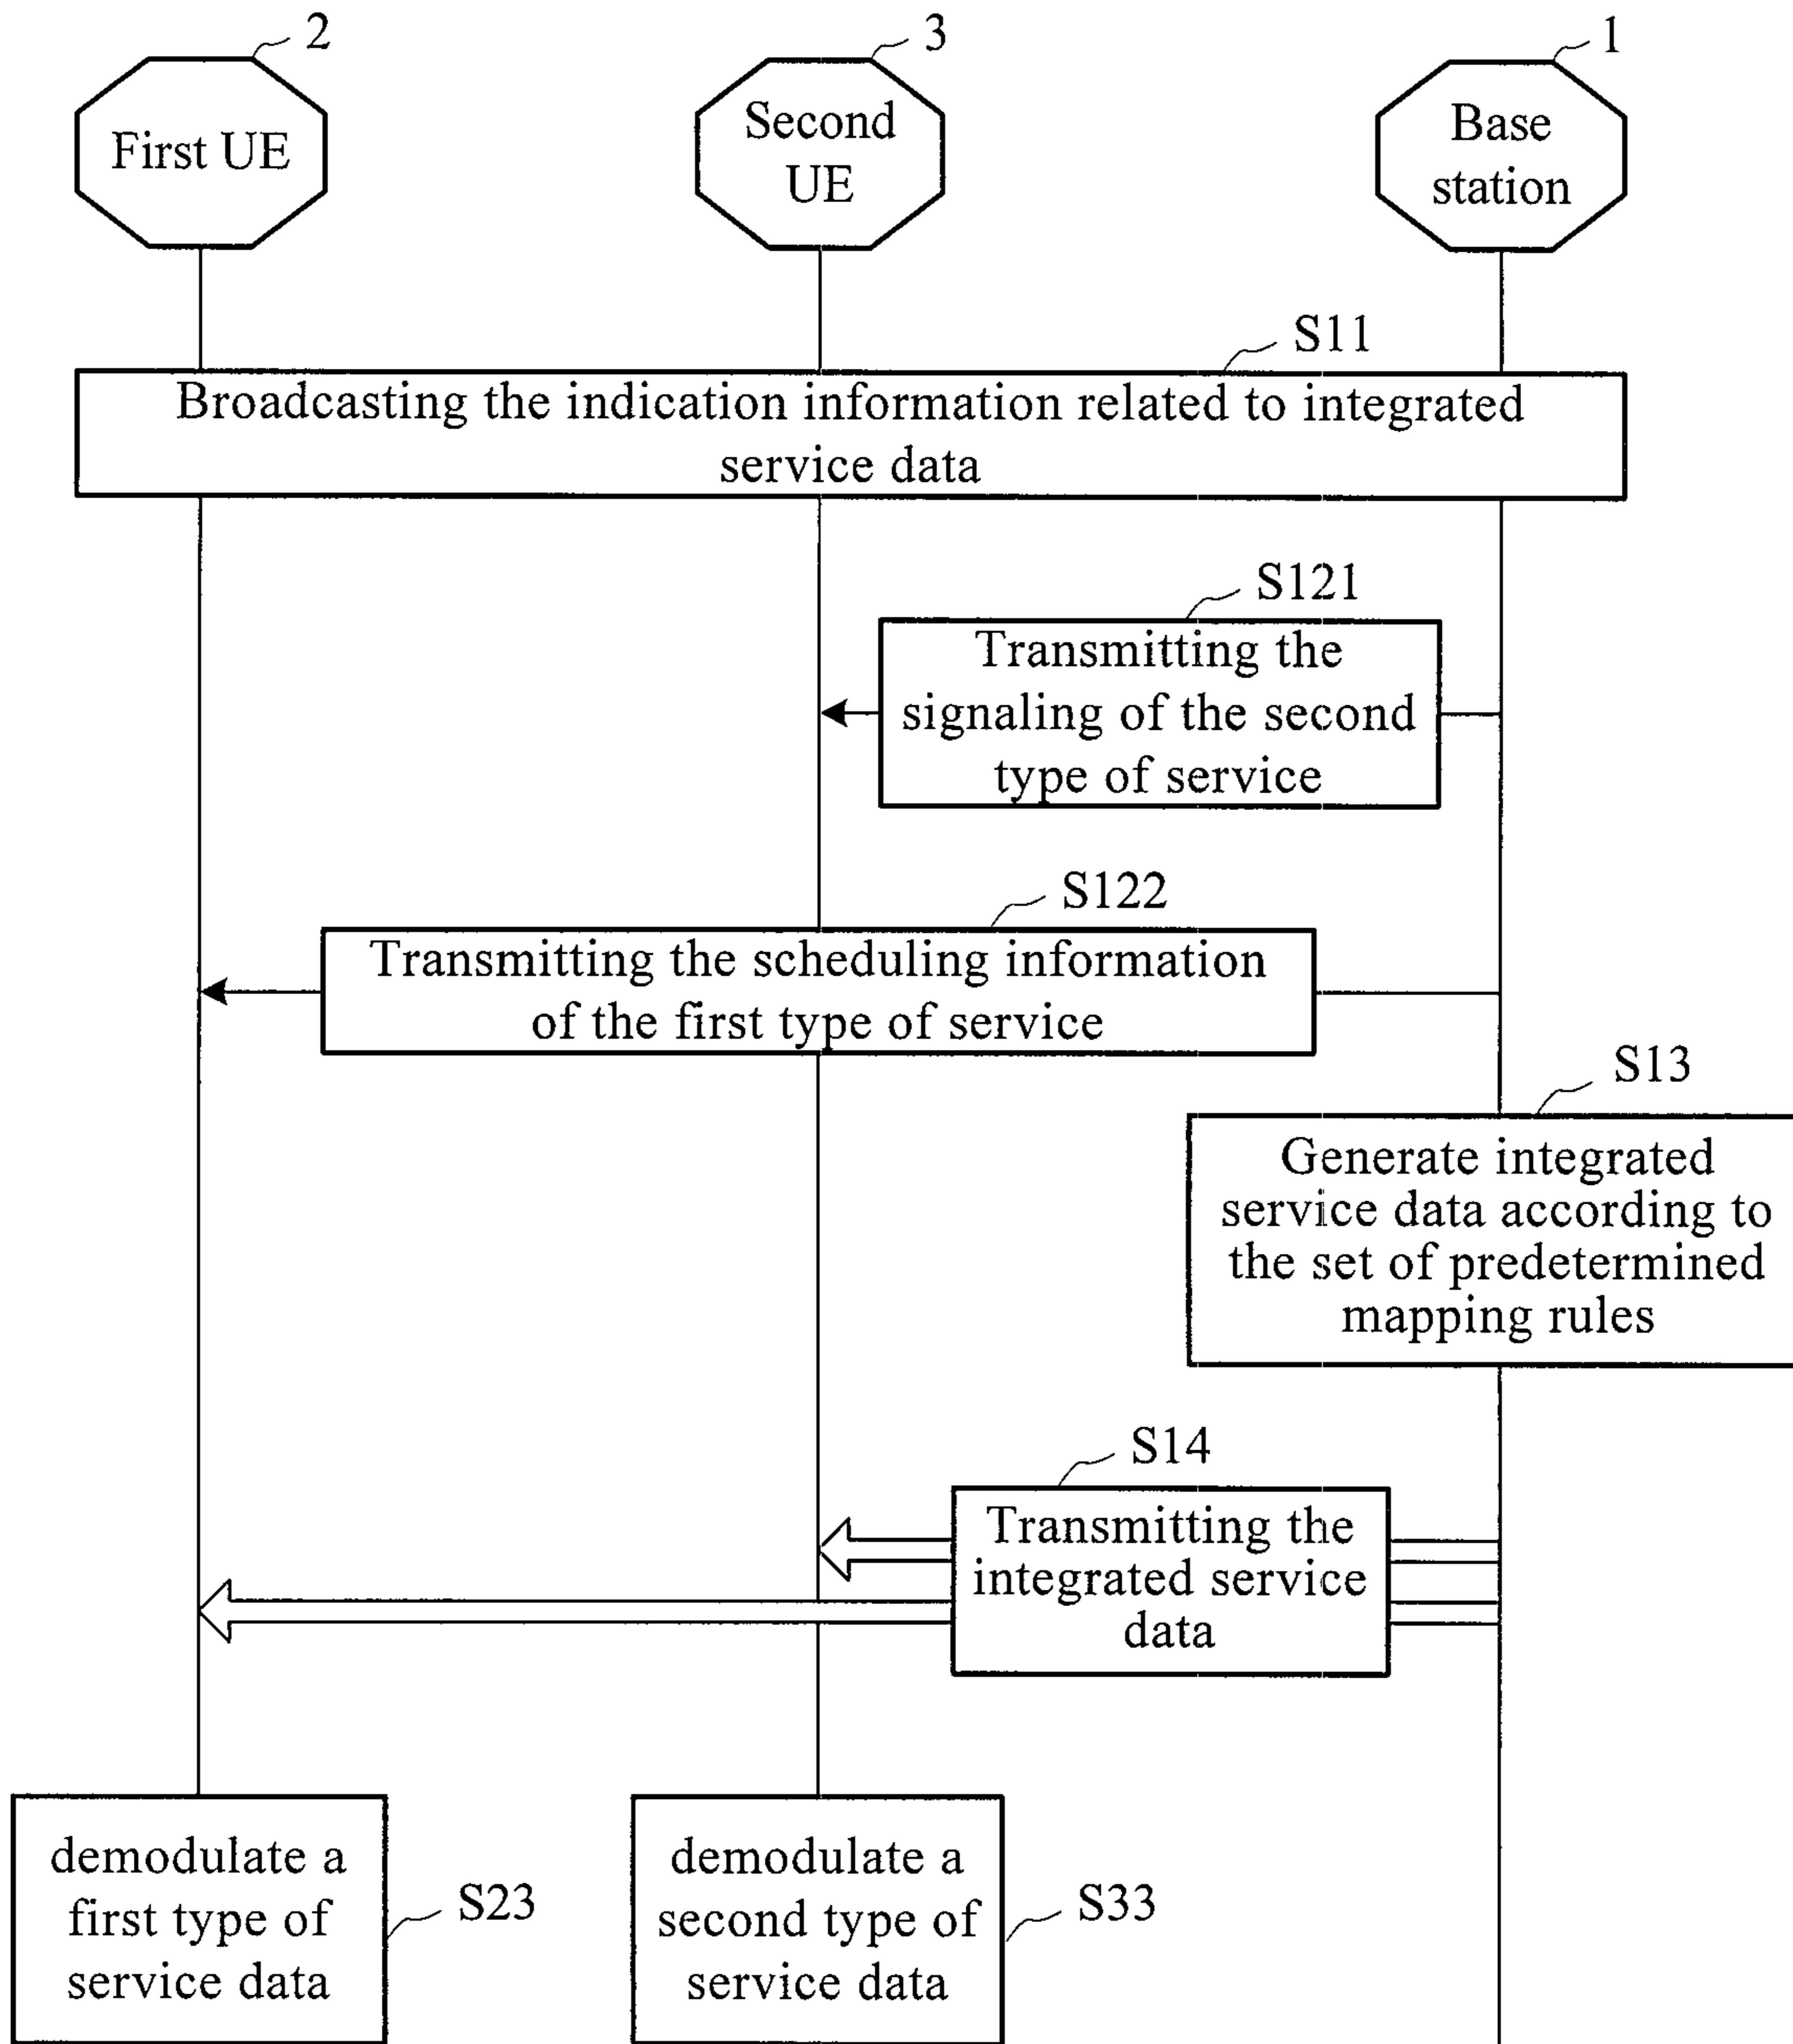 2
3
1
First UE
Second
UE
Base
station
S11
Broadcasting the indication information related to integrated
service data
S121
Transmitting the
signaling of the second
type of service
S122
Transmitting the scheduling information
of the first type of service
S13
Generate integrated
service data according to
the set of predetermined
mapping rules
S14
Transmitting the
integrated service
data
demodulate a
first type of
service data
S23
demodulate a
second type of
service data
S33